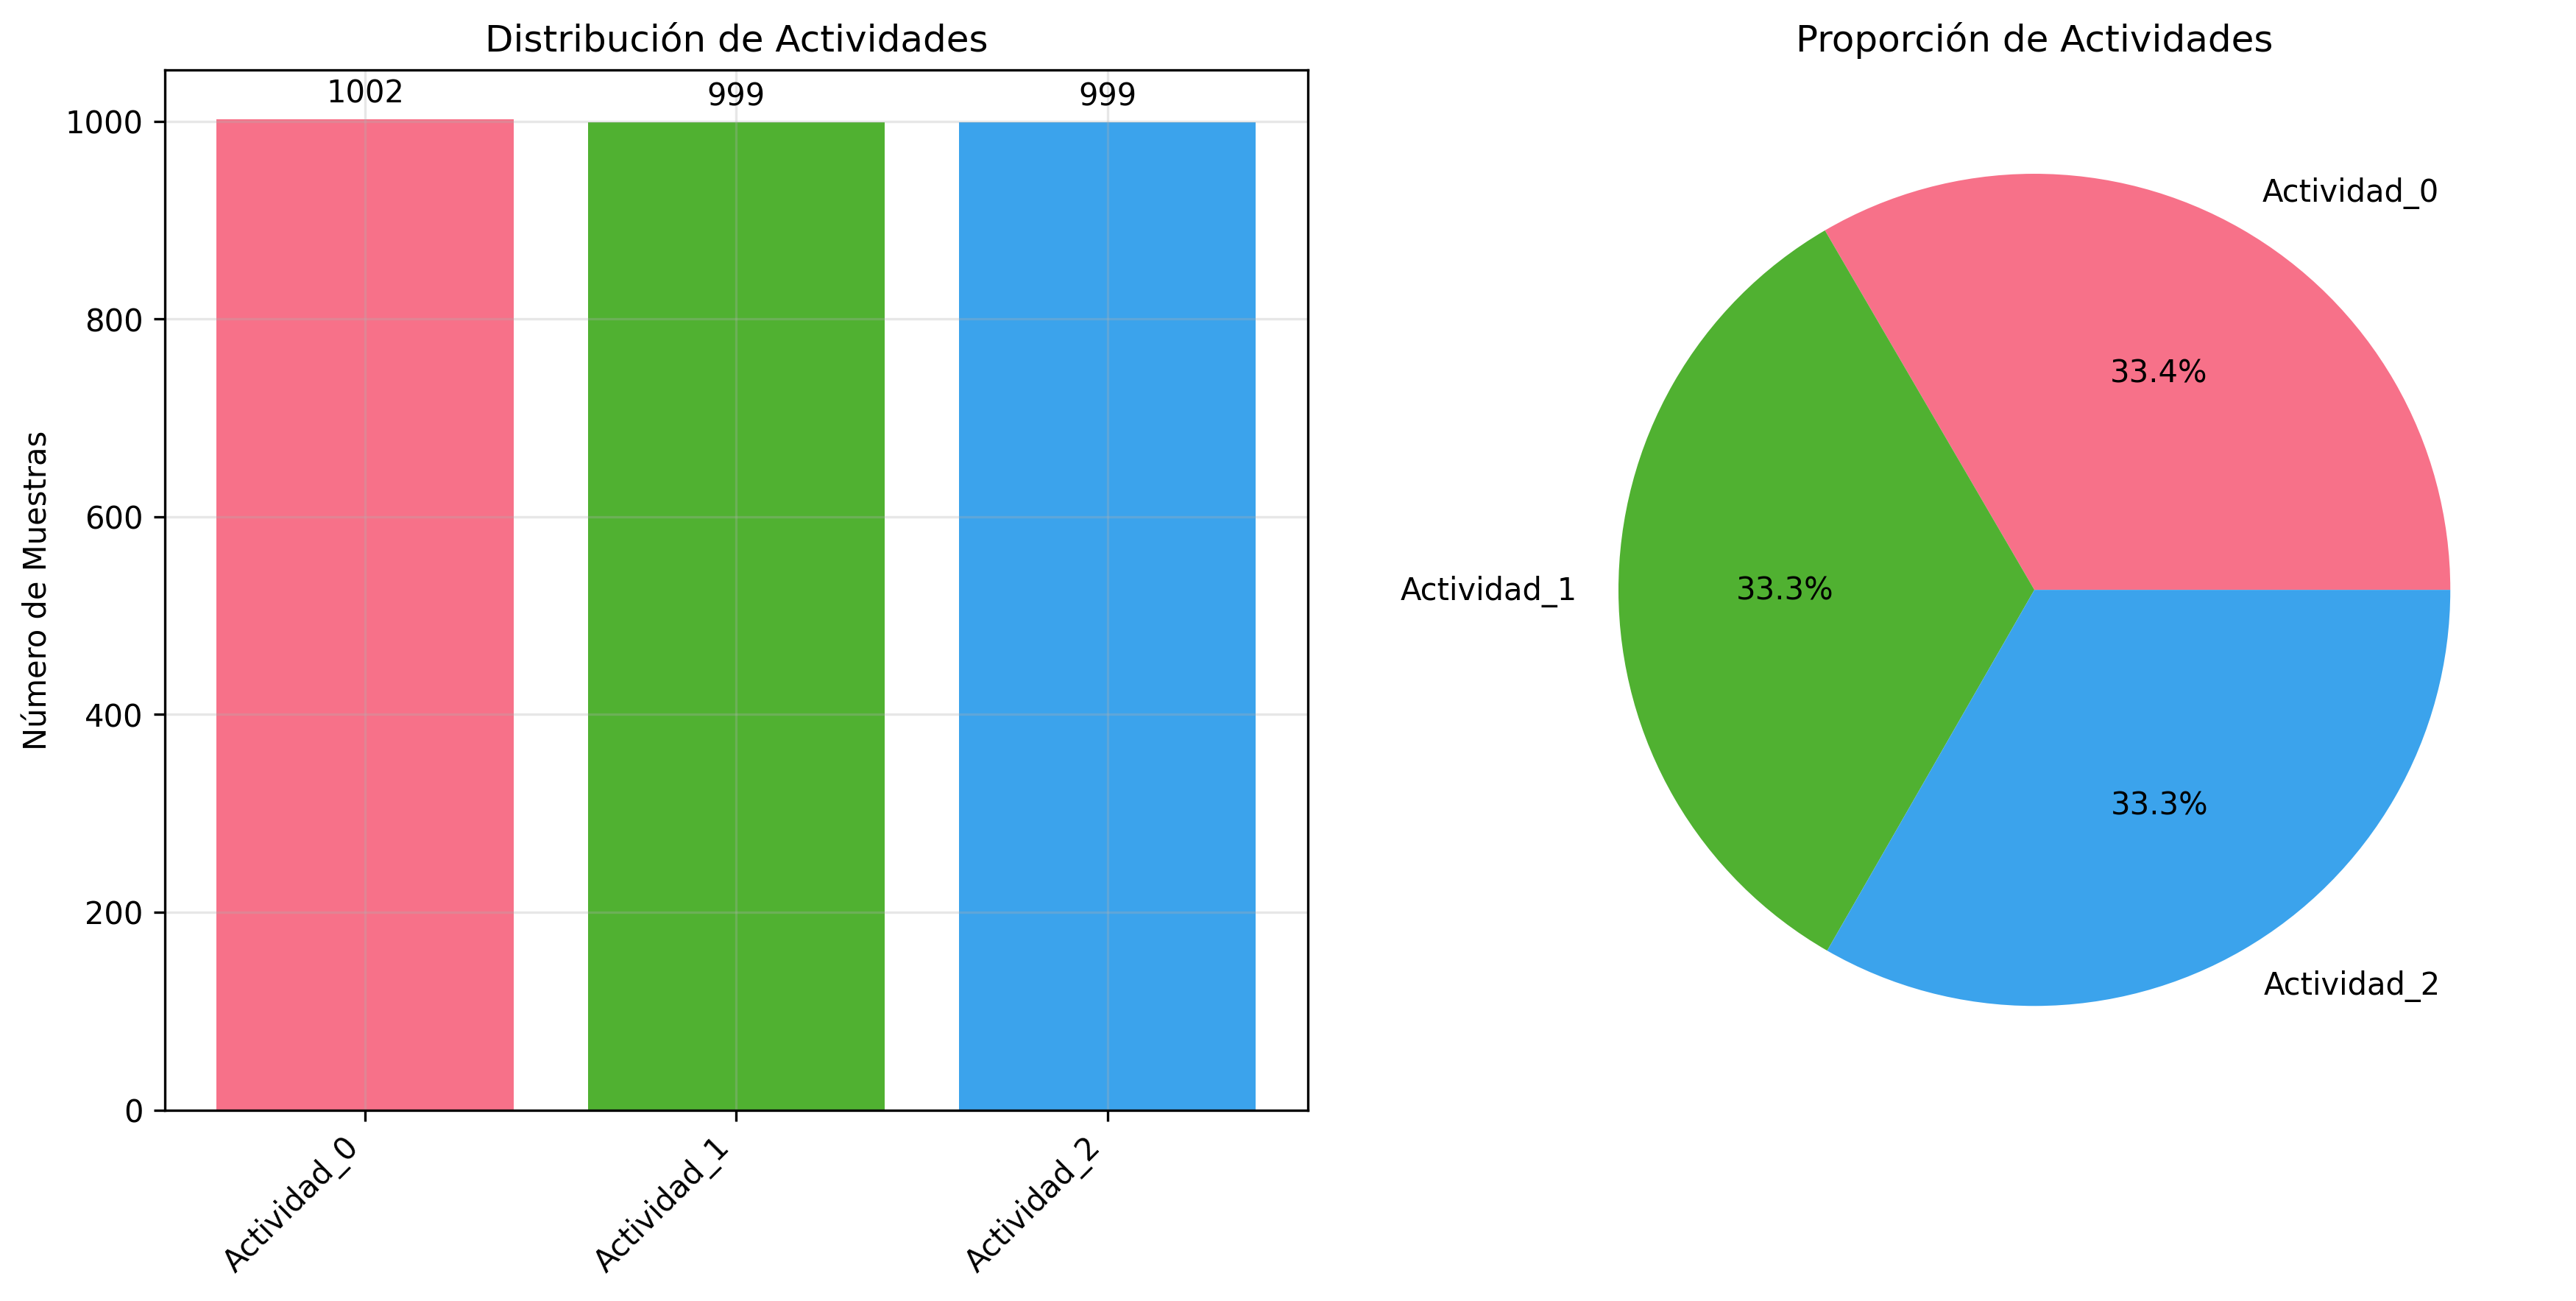 Distribución de Actividades
1002
999
999
1000
800
600
400
200
0
Número de Muestras
Actividad_0
Actividad_1
Actividad_2
Proporción de Actividades
Actividad_0
33.4%
Actividad_1
33.3%
33.3%
Actividad_2